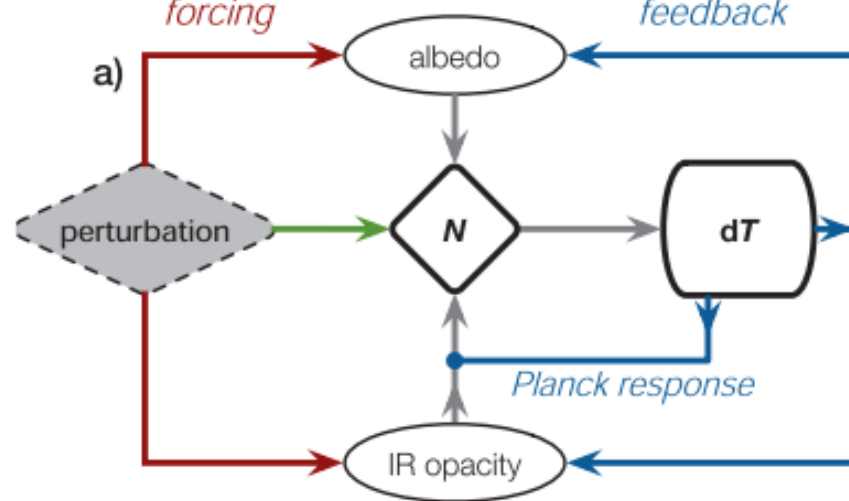 forcing
feedback
a)
albedo
perturbation
N
dT
Planck response
IR opacity